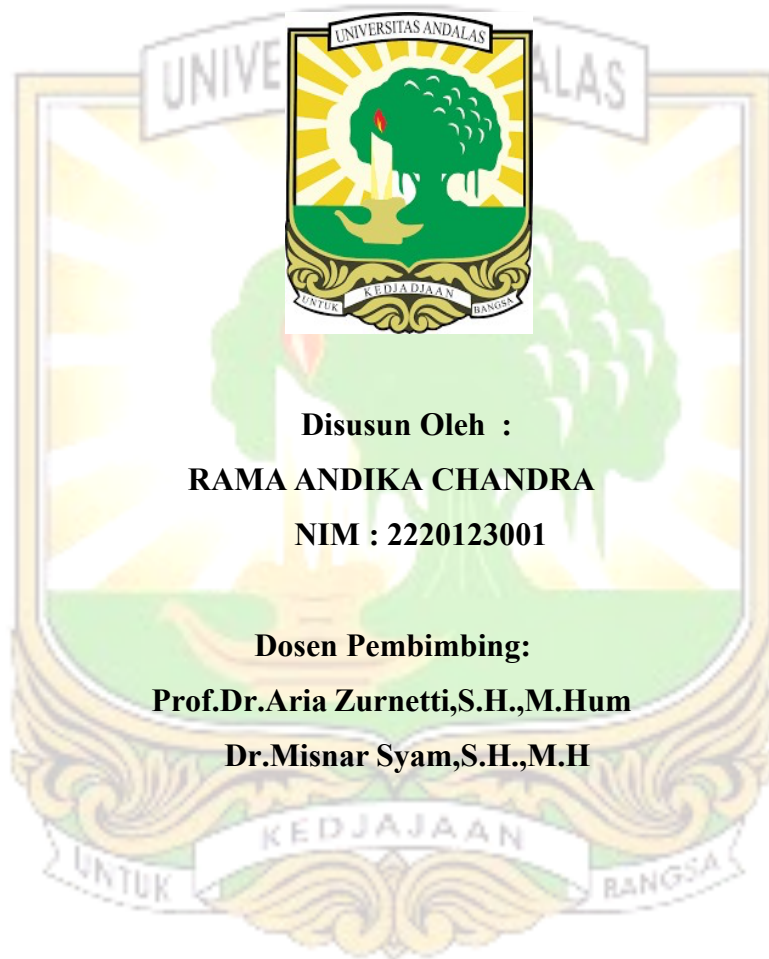 UNIVERSITAS ANDALAS
UNTUK KEDJADJAAN BANGSA
Disusun Oleh :
RAMA ANDIKA CHANDRA
NIM : 2220123001
Dosen Pembimbing:
Prof.Dr.Aria Zurnetti,S.H.,M.Hum
Dr.Misnar Syam,S.H.,M.H
UNTUK KEDJAJAAN BANGSA